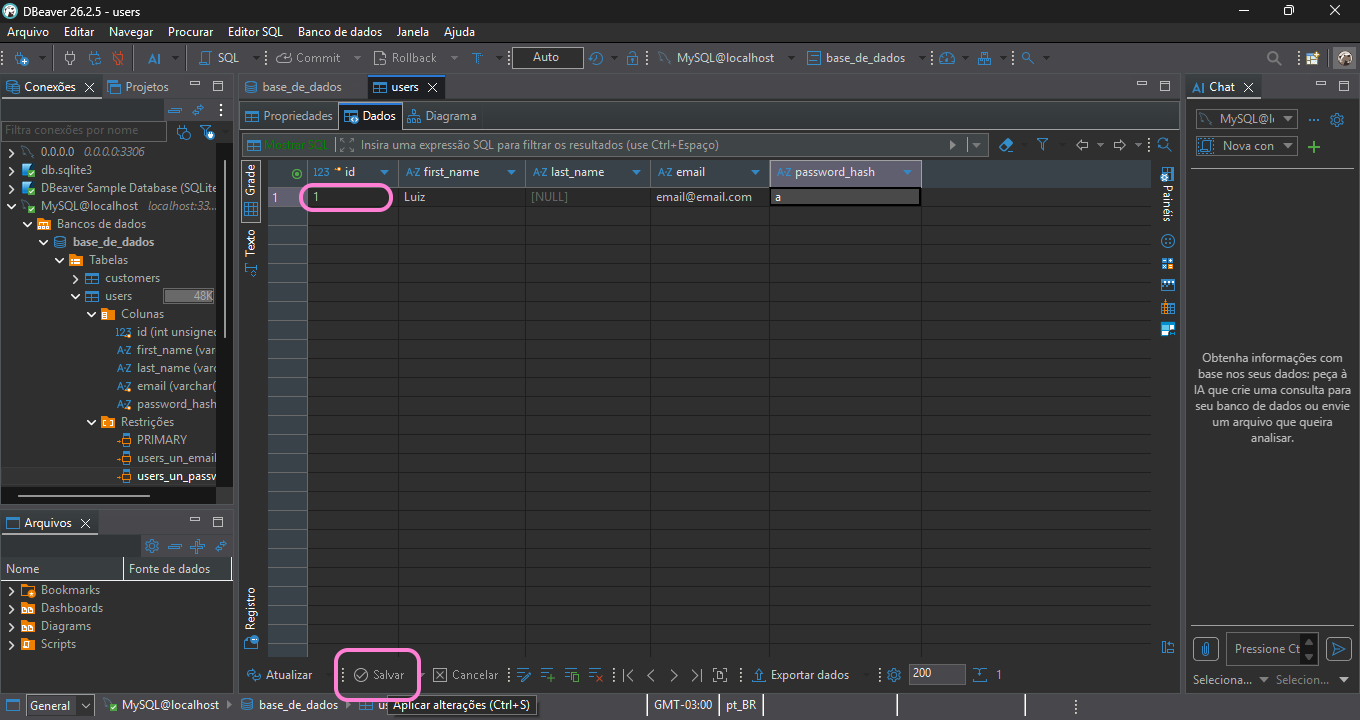 DBeaver 26.2.5 - users
Arquivo Editar Navegar Procurar Editor SQL Banco de dados Janela Ajuda
AI SQL Commit Rollback T Auto MySQL@localhost base_de_dados
Conexões Projetos
Filtra conexões por nome
0.0.0.0 0.0.0.0:3306
db.sqlite3
DBeaver Sample Database (SQLite
MySQL@localhost localhost:33...
Bancos de dados
base_de_dados
Tabelas
customers
users 48K
Colunas
id (int unsigned
first_name (var
last_name (varc
email (varchar(
password_hash
Restrições
PRIMARY
users_un_email
users_un_passw
Arquivos
Nome Fonte de dados
Bookmarks
Dashboards
Diagrams
Scripts
base_de_dados users
Propriedades Dados Diagrama
Mostrar SQL Insira uma expressão SQL para filtrar os resultados (use Ctrl+Espaço)
Grade
Texto
Registro
123 id A-Z first_name A-Z last_name A-Z email A-Z password_hash
1 1 Luiz [NULL] email@email.com a
Painéis
Atualizar Salvar Cancelar Exportar dados 200 1
Aplicar alterações (Ctrl+S)
AI Chat
MySQL@l
Nova con
Obtenha informações com
base nos seus dados: peça à
IA que crie uma consulta para
seu banco de dados ou envie
um arquivo que queira
analisar.
Pressione Ct
Seleciona... Selecion...
General MySQL@localhost base_de_dados us GMT-03:00 pt_BR